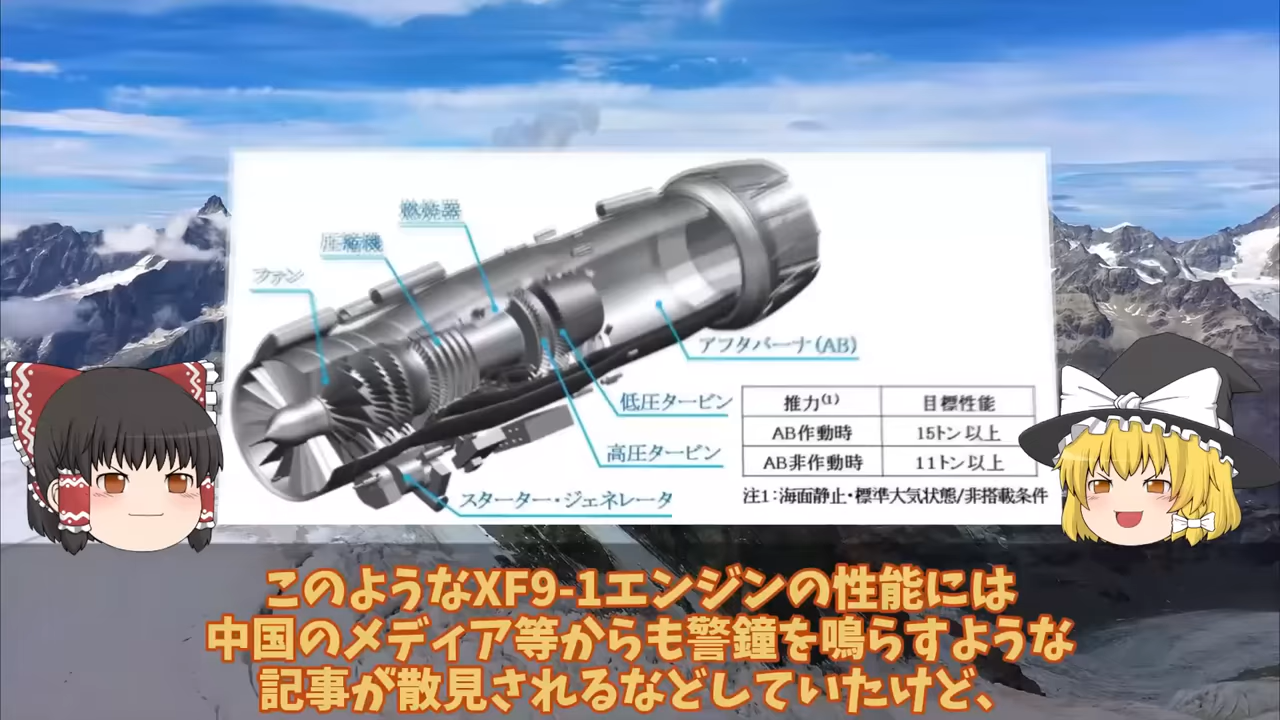 燃焼器
圧縮機
ファン
アフタバーナ(AB)
低圧タービン
高圧タービン
スターター・ジェネレータ
推力(1) 目標性能
AB作動時 15トン以上
AB非作動時 11トン以上
注1:海面静止・標準大気状態/非搭載条件
このようなXF9-1エンジンの性能には
中国のメディア等からも警鐘を鳴らすような
記事が散見されるなどしていたけど、